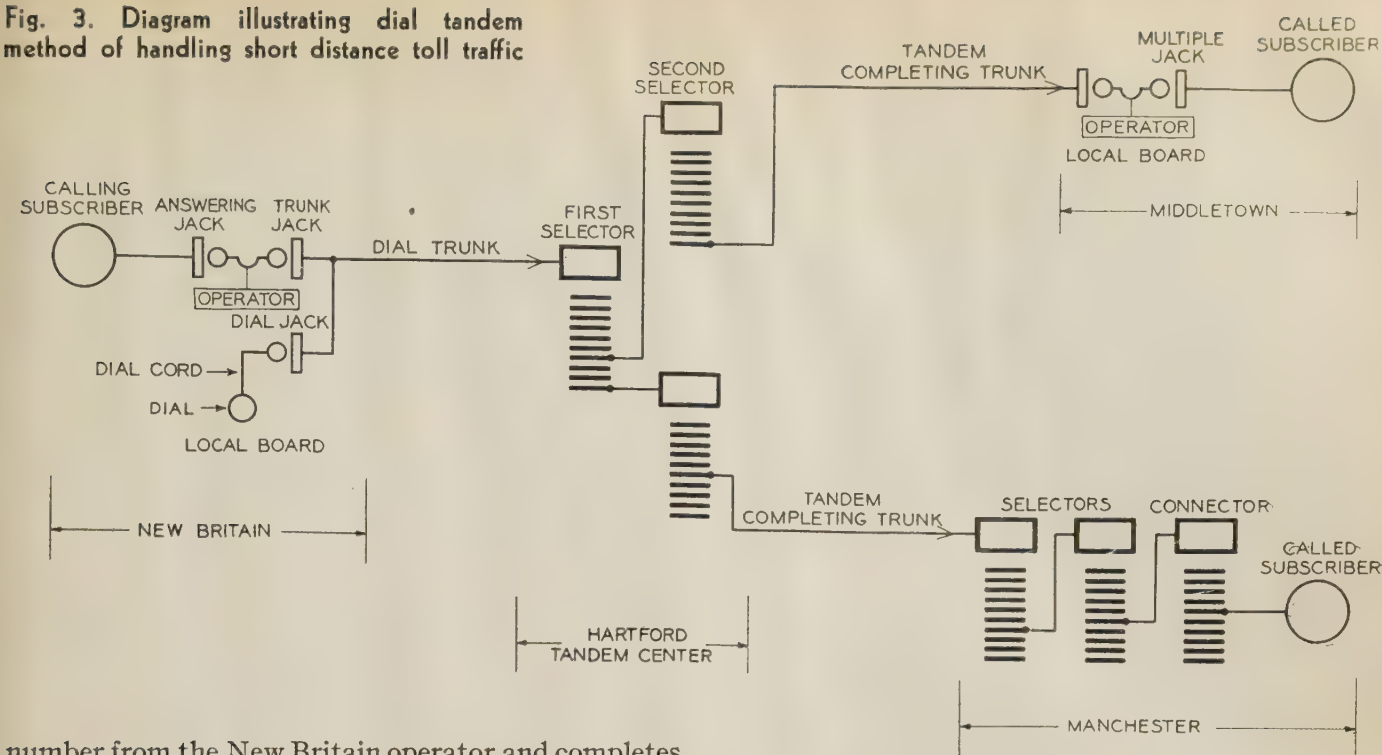 Fig. 3. Diagram illustrating dial tandem
method of handling short distance toll traffic
CALLING
SUBSCRIBER
ANSWERING
JACK
TRUNK
JACK
OPERATOR
DIAL JACK
DIAL CORD
DIAL
LOCAL BOARD
NEW BRITAIN
DIAL TRUNK
FIRST
SELECTOR
SECOND
SELECTOR
HARTFORD
TANDEM CENTER
TANDEM
COMPLETING TRUNK
MULTIPLE
JACK
CALLED
SUBSCRIBER
OPERATOR
LOCAL BOARD
MIDDLETOWN
TANDEM
COMPLETING TRUNK
SELECTORS
CONNECTOR
CALLED
SUBSCRIBER
MANCHESTER
number from the New Britain operator and completes